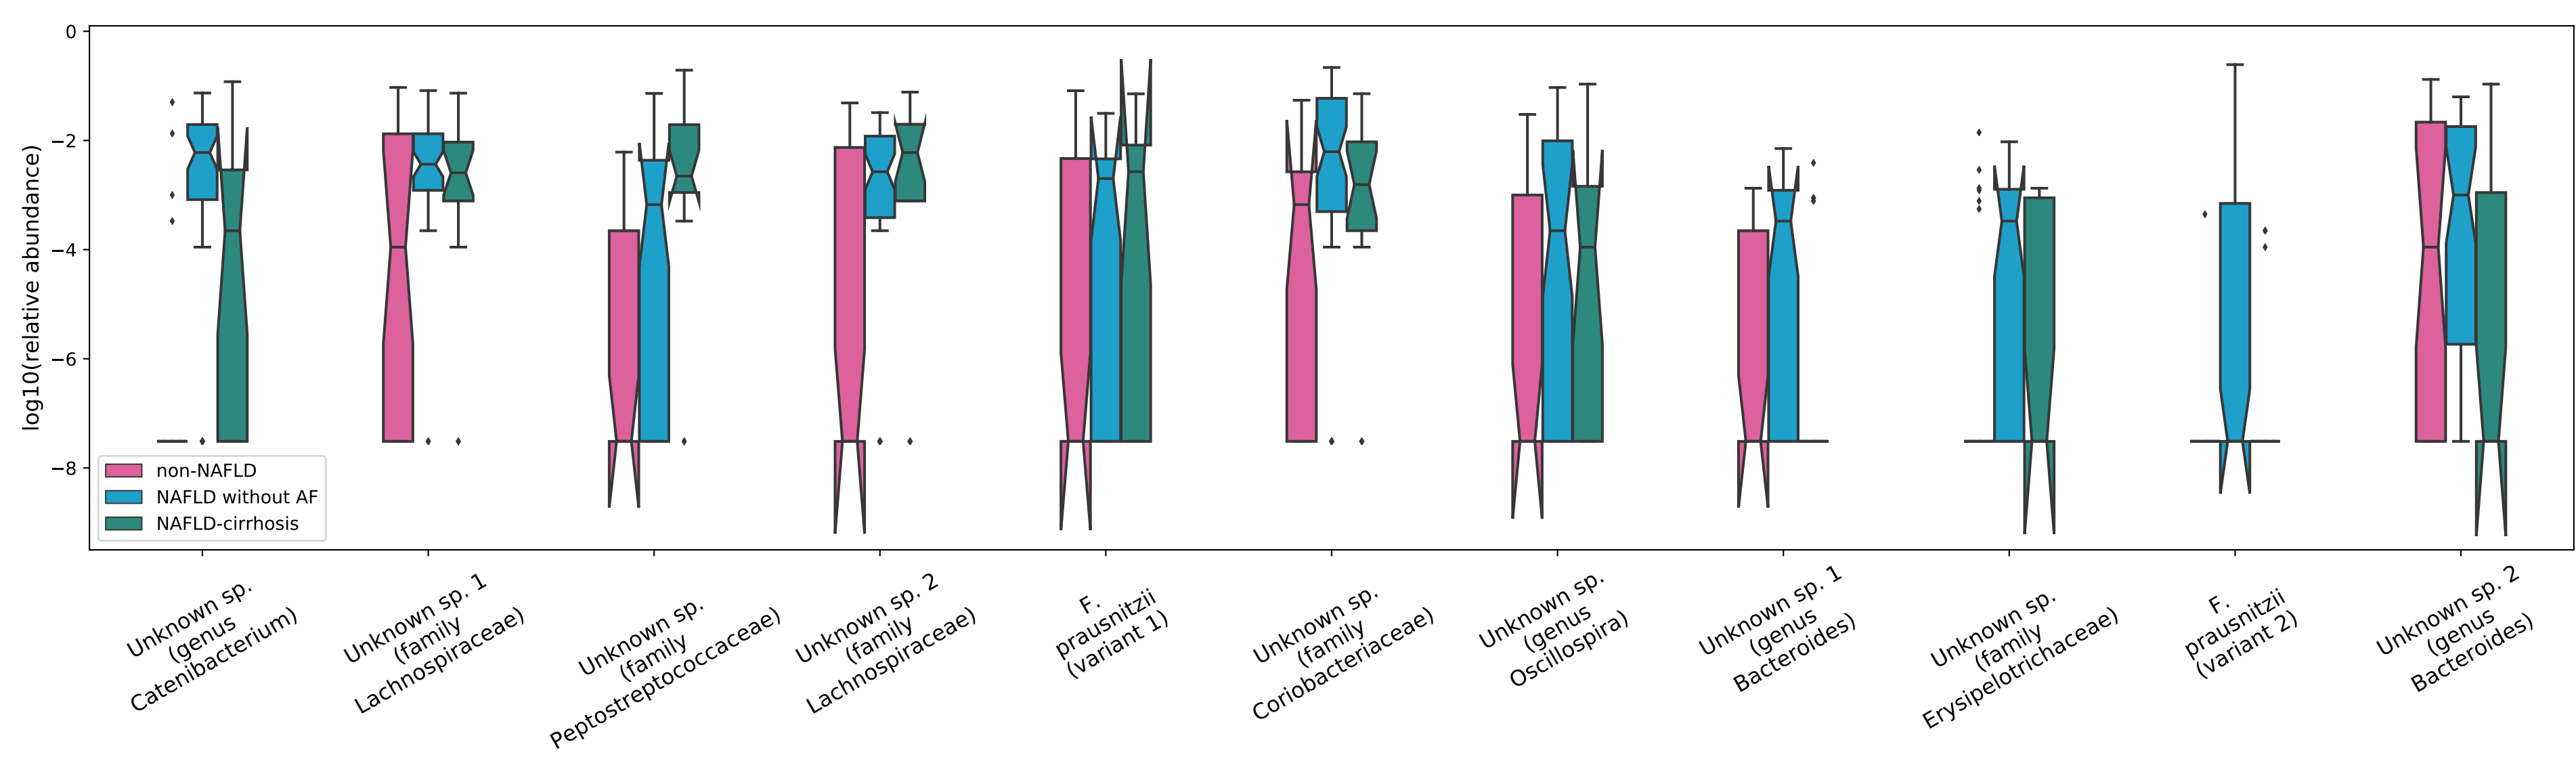 0
−2
−4
−6
−8
log10(relative abundance)
non-NAFLD
NAFLD without AF
NAFLD-cirrhosis
Unknown sp.
(genus
Catenibacterium)
Unknown sp. 1
(family
Lachnospiraceae)
Unknown sp.
(family
Peptostreptococcaceae)
Unknown sp. 2
(family
Lachnospiraceae)
F.
prausnitzii
(variant 1)
Unknown sp.
(family
Coriobacteriaceae)
Unknown sp.
(genus
Oscillospira)
Unknown sp. 1
(genus
Bacteroides)
Unknown sp.
(family
Erysipelotrichaceae)
F.
prausnitzii
(variant 2)
Unknown sp. 2
(genus
Bacteroides)